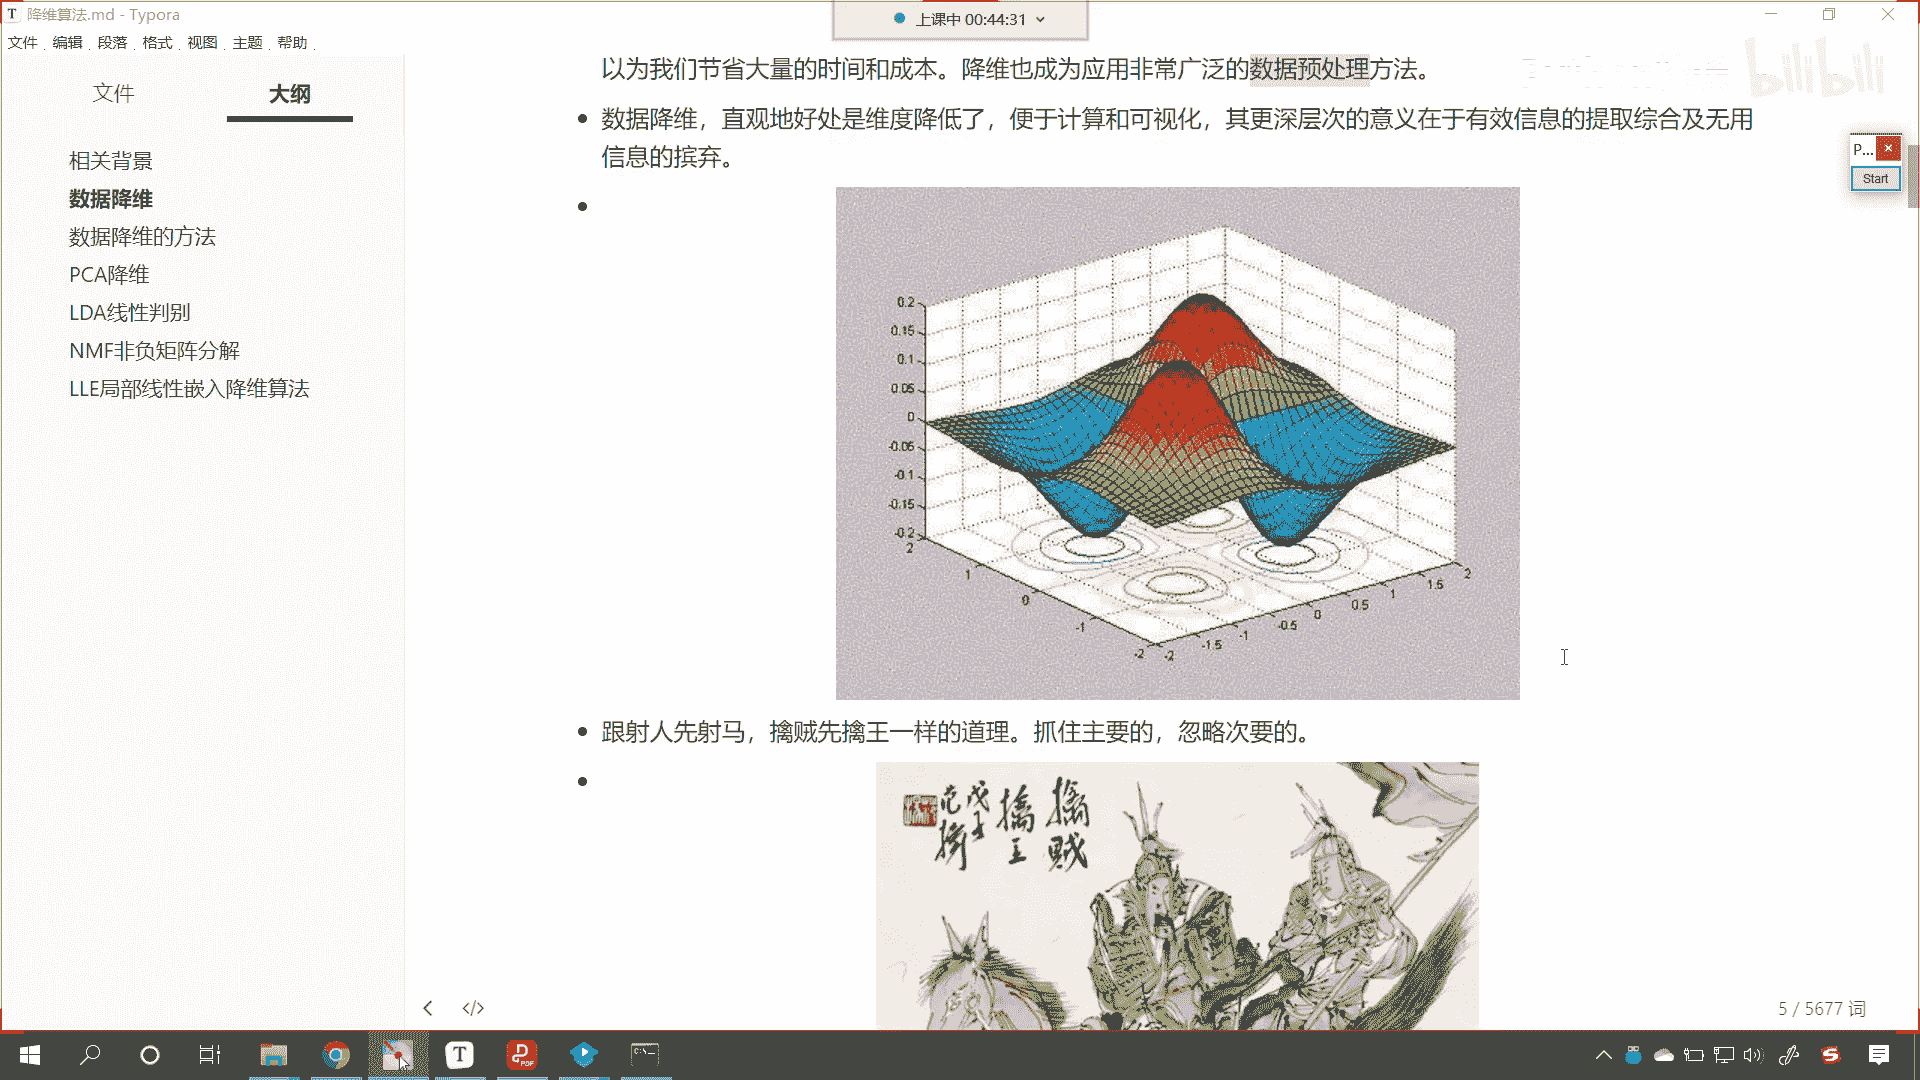 降维算法.md - Typora
上课中 00:44:31
文件 编辑 段落 格式 视图 主题 帮助
文件 大纲
相关背景
数据降维
数据降维的方法
PCA降维
LDA线性判别
NMF非负矩阵分解
LLE局部线性嵌入降维算法
以为我们节省大量的时间和成本。降维也成为应用非常广泛的数据预处理方法。
bilibili
数据降维，直观地好处是维度降低了，便于计算和可视化，其更深层次的意义在于有效信息的提取综合及无用
信息的摈弃。
P...
Start
0.2
0.15
0.1
0.05
0
-0.05
-0.1
-0.15
-0.2
2
1
0
-1
-2
-2
-1.5
-1
-0.5
0
0.5
1
1.5
2
跟射人先射马，擒贼先擒王一样的道理。抓住主要的，忽略次要的。
擒贼
擒王
5 / 5677 词